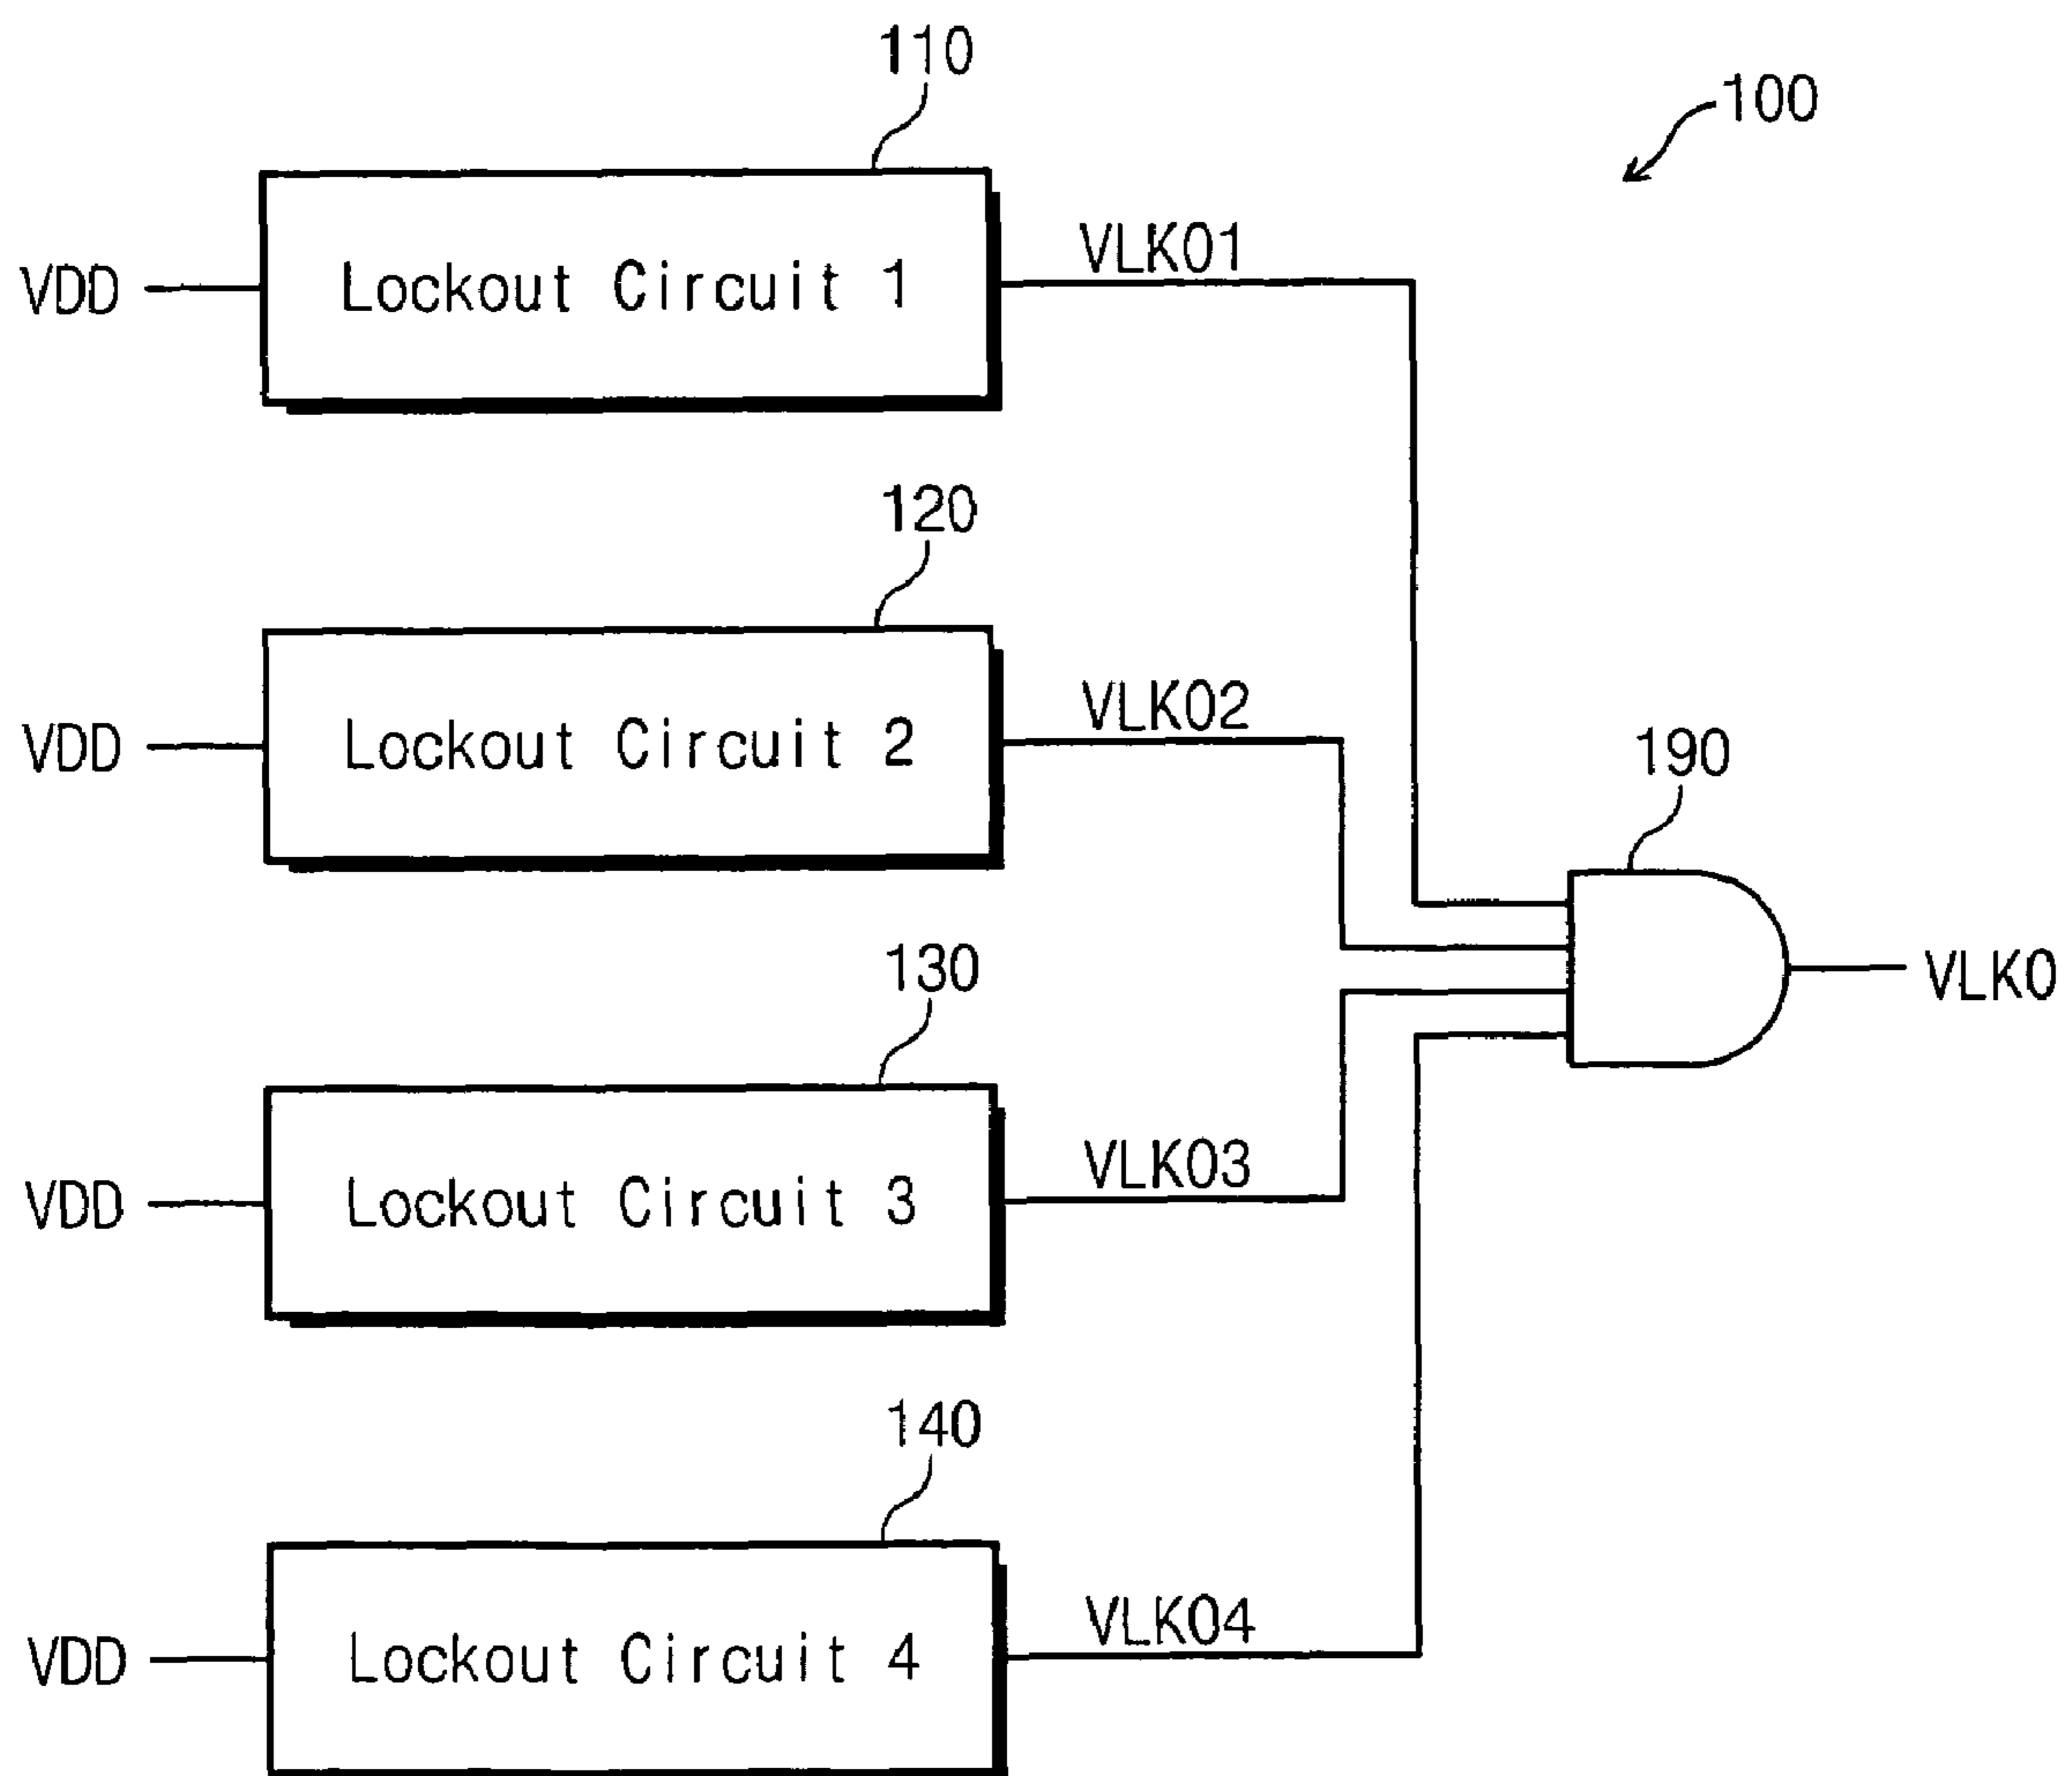 110
100
VDD
Lockout Circuit 1
VLKO1
120
VDD
Lockout Circuit 2
VLKO2
190
130
VLKO
VDD
Lockout Circuit 3
VLKO3
140
VDD
Lockout Circuit 4
VLKO4